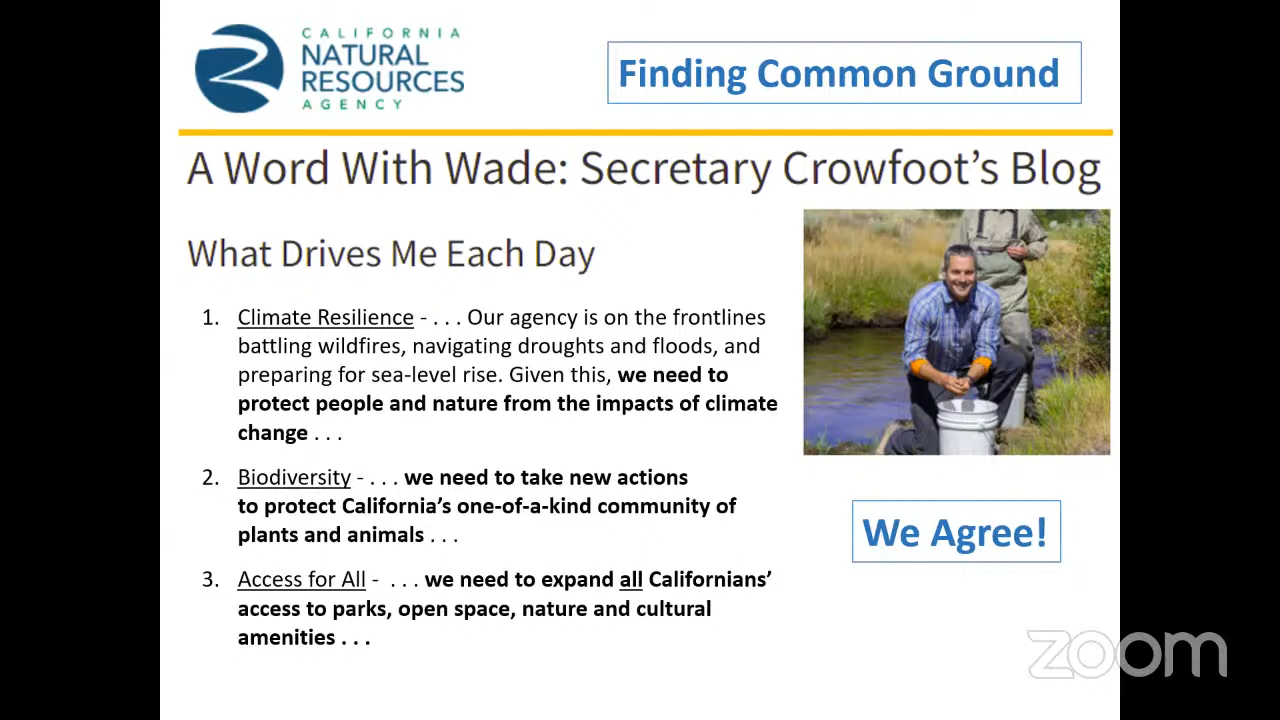 CALIFORNIA
NATURAL
RESOURCES
AGENCY
Finding Common Ground
A Word With Wade: Secretary Crowfoot's Blog
What Drives Me Each Day
1. Climate Resilience - . . . Our agency is on the frontlines
battling wildfires, navigating droughts and floods, and
preparing for sea-level rise. Given this, we need to
protect people and nature from the impacts of climate
change . . .
2. Biodiversity - . . . we need to take new actions
to protect California's one-of-a-kind community of
plants and animals . . .
3. Access for All - . . . we need to expand all Californians'
access to parks, open space, nature and cultural
amenities . . .
We Agree!
zoom